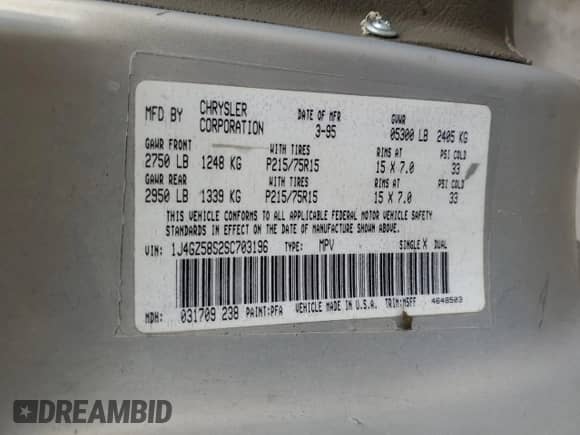 MFD BY CHRYSLER CORPORATION DATE OF MFR 3-95 GVWR 05300 LB 2405 KG
GAWR FRONT WITH TIRES RIMS AT PSI COLD
2750 LB 1248 KG P215/75R15 15 X 7.0 33
GAWR REAR WITH TIRES RIMS AT PSI COLD
2950 LB 1339 KG P215/75R15 15 X 7.0 33
THIS VEHICLE CONFORMS TO ALL APPLICABLE FEDERAL MOTOR VEHICLE SAFETY
STANDARDS IN EFFECT ON THE DATE OF MANUFACTURE SHOWN ABOVE.
VIN: 1J4GZ58S2SC703196 TYPE: MPV SINGLE X DUAL
MDH: 031709 238 PAINT:PFA VEHICLE MADE IN U.S.A. TRIM:M5FF 4648503
DREAMBID